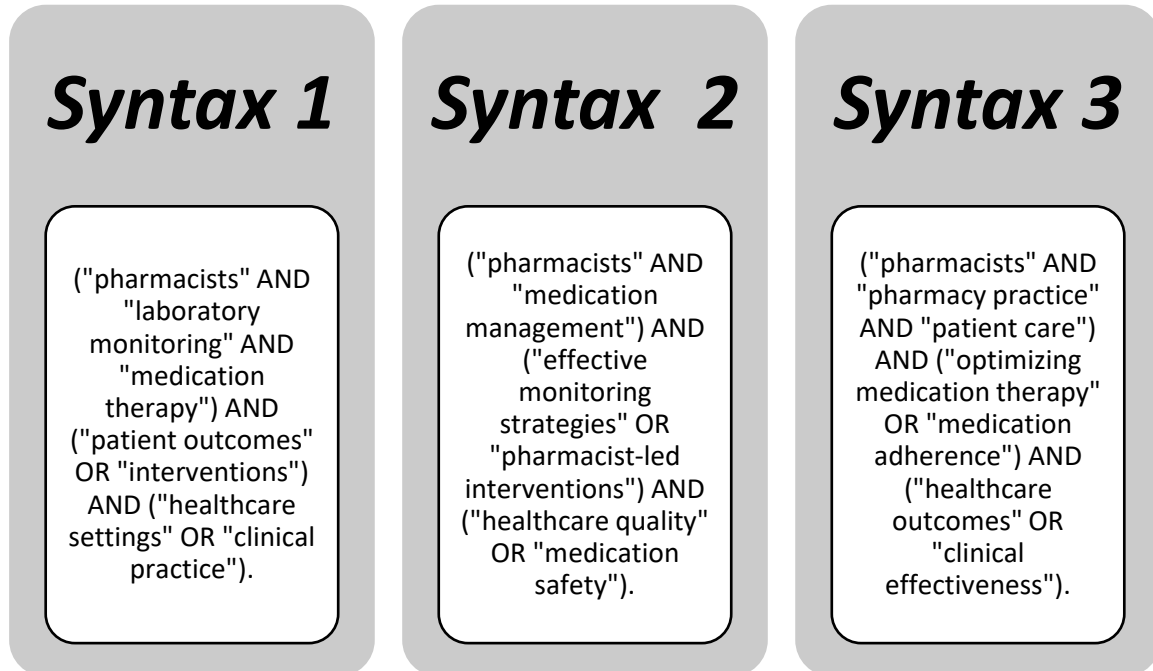 Syntax 1
("pharmacists" AND
"laboratory
monitoring" AND
"medication
therapy") AND
("patient outcomes"
OR "interventions")
AND ("healthcare
settings" OR "clinical
practice").
Syntax 2
("pharmacists" AND
"medication
management") AND
("effective
monitoring
strategies" OR
"pharmacist-led
interventions") AND
("healthcare quality"
OR "medication
safety").
Syntax 3
("pharmacists" AND
"pharmacy practice"
AND "patient care")
AND ("optimizing
medication therapy"
OR "medication
adherence") AND
("healthcare
outcomes" OR
"clinical
effectiveness").